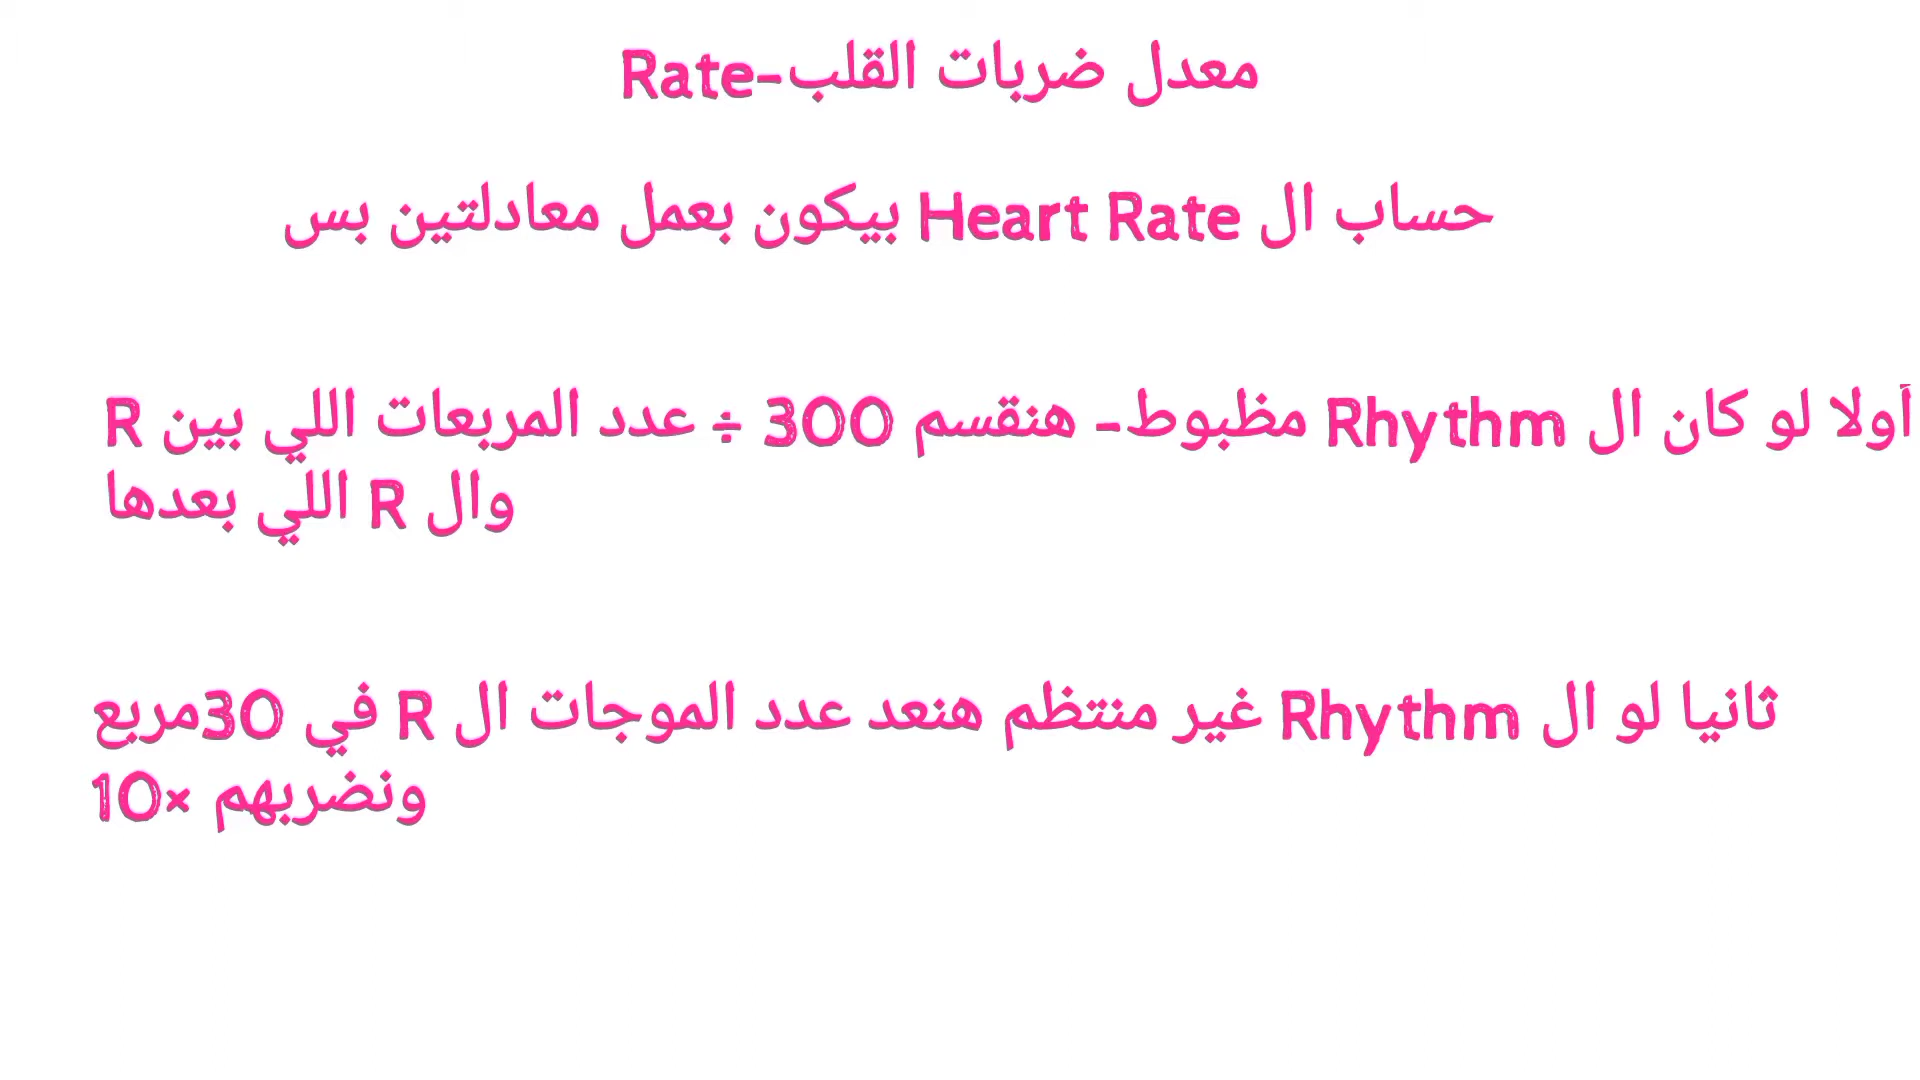 معدل ضربات القلب-Rate
حساب ال Heart Rate بيكون بعمل معادلتين بس
أولا لو كان ال Rhythm مظبوط- هنقسم 300 ÷ عدد المربعات اللي بين R
وال R اللي بعدها
ثانيا لو ال Rhythm غير منتظم هنعد عدد الموجات ال R في 30مربع
ونضربهم ×10